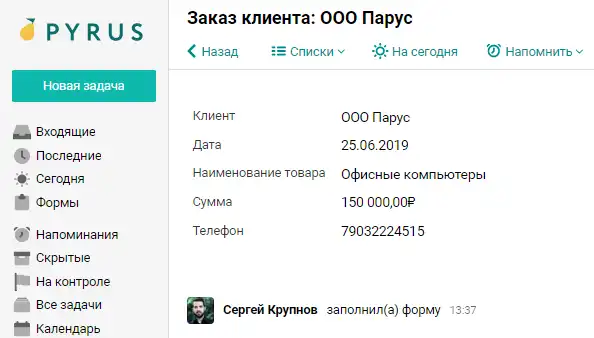 PYRUS
Новая задача
Входящие
Последние
Сегодня
Формы
Напоминания
Скрытые
На контроле
Все задачи
Календарь
Заказ клиента: ООО Парус
Назад Списки На сегодня Напомнить
Клиент ООО Парус
Дата 25.06.2019
Наименование товара Офисные компьютеры
Сумма 150 000,00₽
Телефон 79032224515
Сергей Крупнов заполнил(а) форму 13:37